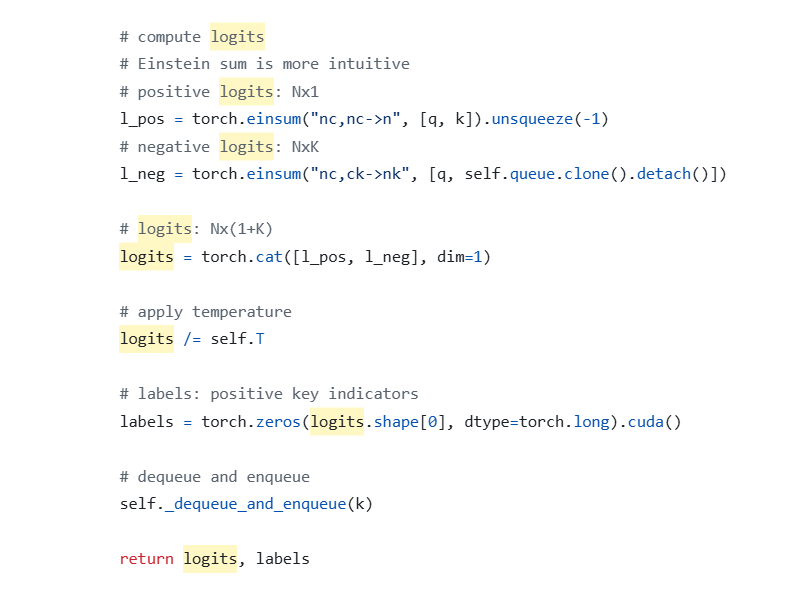 # compute logits
# Einstein sum is more intuitive
# positive logits: Nx1
l_pos = torch.einsum("nc,nc->n", [q, k]).unsqueeze(-1)
# negative logits: NxK
l_neg = torch.einsum("nc,ck->nk", [q, self.queue.clone().detach()])
# logits: Nx(1+K)
logits = torch.cat([l_pos, l_neg], dim=1)
# apply temperature
logits /= self.T
# labels: positive key indicators
labels = torch.zeros(logits.shape[0], dtype=torch.long).cuda()
# dequeue and enqueue
self._dequeue_and_enqueue(k)
return logits, labels